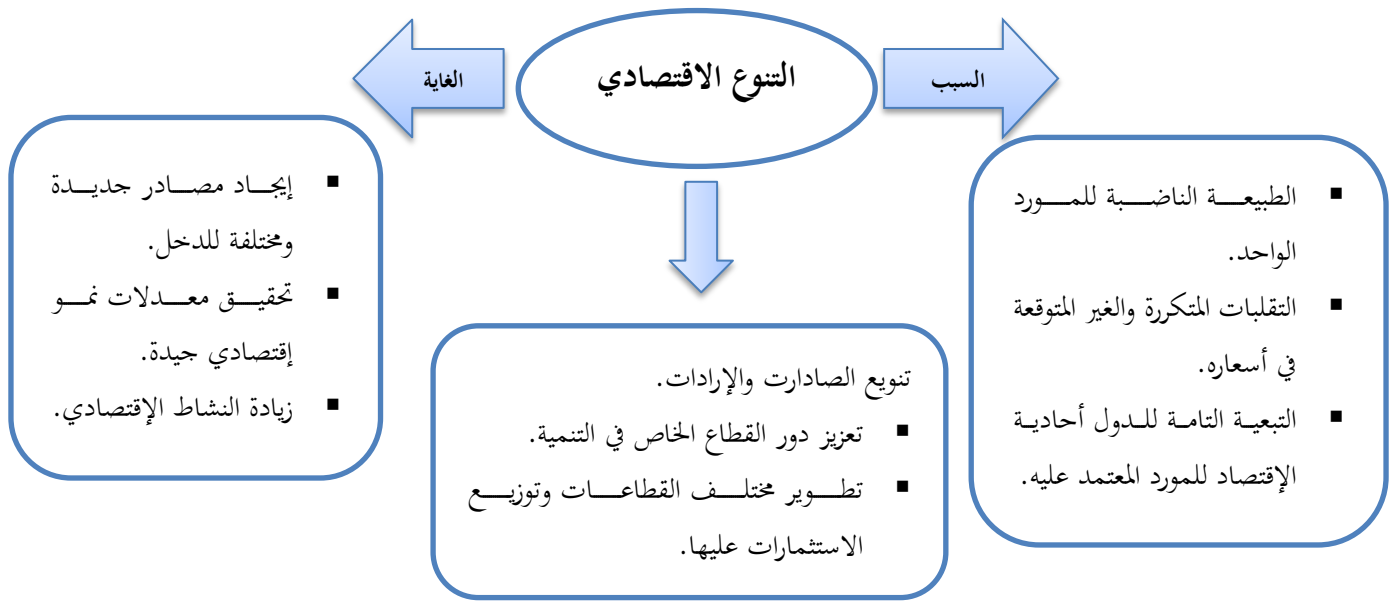 التنوع الاقتصادي
السبب
الغاية
▪ الطبيعة الناضبة للمورد
الواحد.
▪ التقلبات المتكررة والغير المتوقعة
في أسعاره.
▪ التبعية التامة للدول أحادية
الإقتصاد للمورد المعتمد عليه.
تنويع الصادارت والإرادات.
▪ تعزيز دور القطاع الخاص في التنمية.
▪ تطوير مختلف القطاعات وتوزيع
الاستثمارات عليها.
▪ إيجاد مصادر جديدة
ومختلفة للدخل.
▪ تحقيق معدلات نمو
إقتصادي جيدة.
▪ زيادة النشاط الإقتصادي.